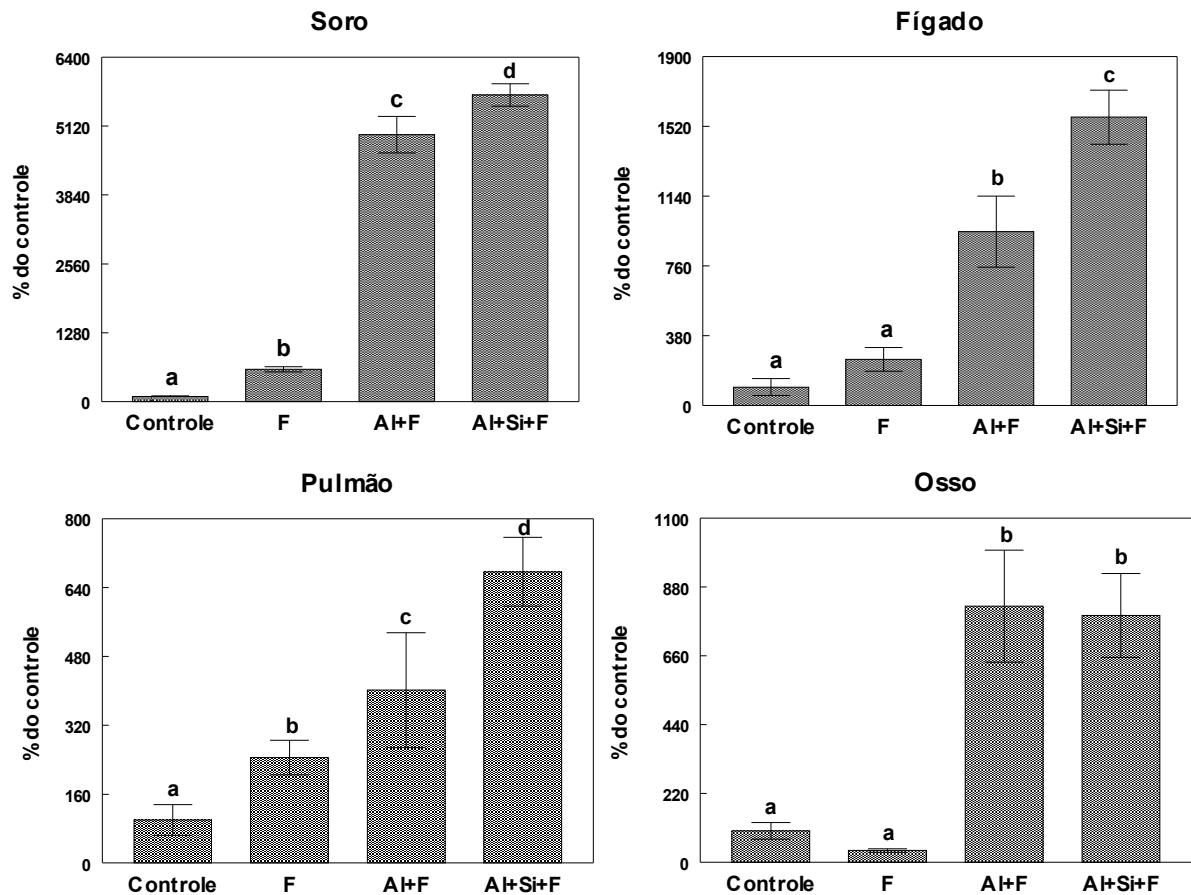 Soro
% do controle
6400
5120
3840
2560
1280
0
a
b
c
d
Controle F Al+F Al+Si+F
Fígado
% do controle
1900
1520
1140
760
380
0
a
a
b
c
Controle F Al+F Al+Si+F
Pulmão
% do controle
800
640
480
320
160
0
a
b
c
d
Controle F Al+F Al+Si+F
Osso
% do controle
1100
880
660
440
220
0
a
a
b
b
Controle F Al+F Al+Si+F